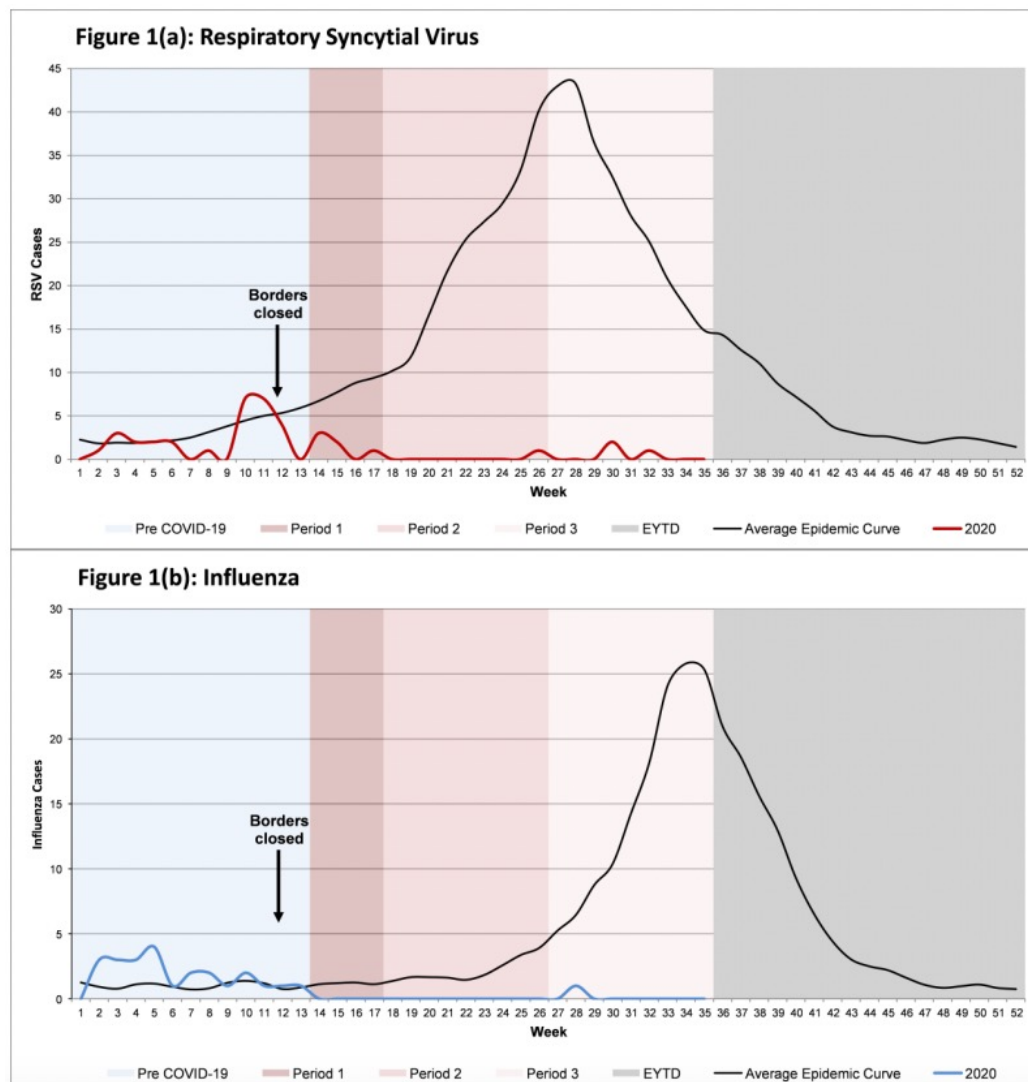 Figure 1(a): Respiratory Syncytial Virus
45
40
35
30
25
20
15
10
5
0
RSV Cases
Borders
closed
1 2 3 4 5 6 7 8 9 10 11 12 13 14 15 16 17 18 19 20 21 22 23 24 25 26 27 28 29 30 31 32 33 34 35 36 37 38 39 40 41 42 43 44 45 46 47 48 49 50 51 52
Week
Pre COVID-19 Period 1 Period 2 Period 3 EYTD Average Epidemic Curve 2020
Figure 1(b): Influenza
30
25
20
15
10
5
0
Influenza Cases
Borders
closed
1 2 3 4 5 6 7 8 9 10 11 12 13 14 15 16 17 18 19 20 21 22 23 24 25 26 27 28 29 30 31 32 33 34 35 36 37 38 39 40 41 42 43 44 45 46 47 48 49 50 51 52
Week
Pre COVID-19 Period 1 Period 2 Period 3 EYTD Average Epidemic Curve 2020